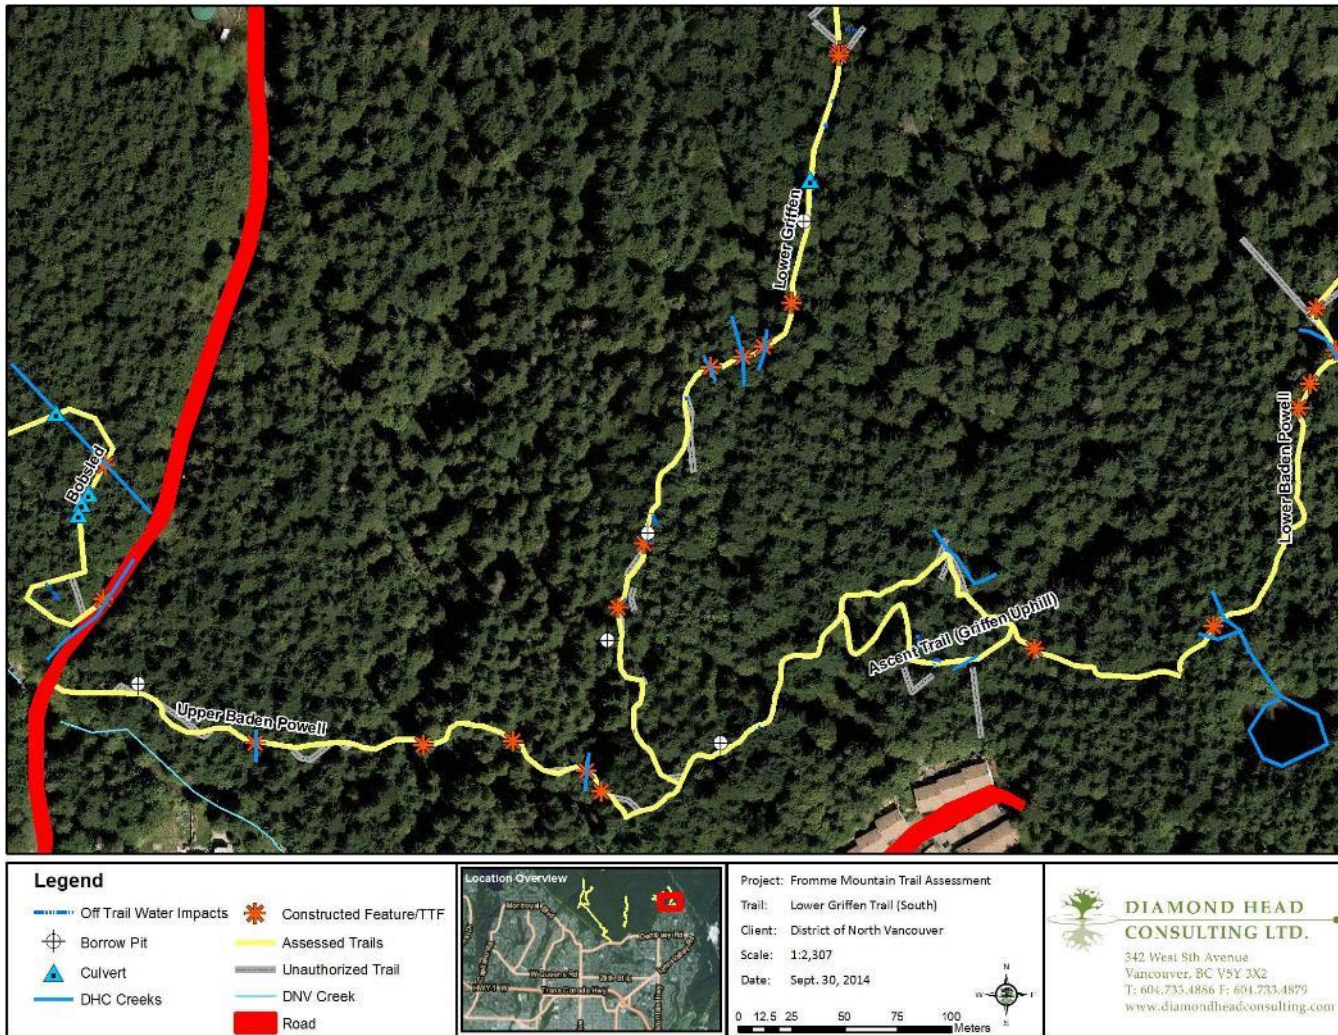 Lower Griffen
Bobsled
Lower Baden Powell
Ascent Trail (Griffen Uphill)
Upper Baden Powell
Legend
Off Trail Water Impacts
Borrow Pit
Culvert
DHC Creeks
Constructed Feature/TTF
Assessed Trails
Unauthorized Trail
DNV Creek
Road
Location Overview
Project: Fromme Mountain Trail Assessment
Trail: Lower Griffen Trail (South)
Client: District of North Vancouver
Scale: 1:2,307
Date: Sept. 30, 2014
N
W
S
0 12.5 25 50 75 100
Meters
DIAMOND HEAD
CONSULTING LTD.
342 West 8th Avenue
Vancouver, BC V5Y 3X2
T: 604.733.4886 F: 604.733.4879
www.diamondheadconsulting.com